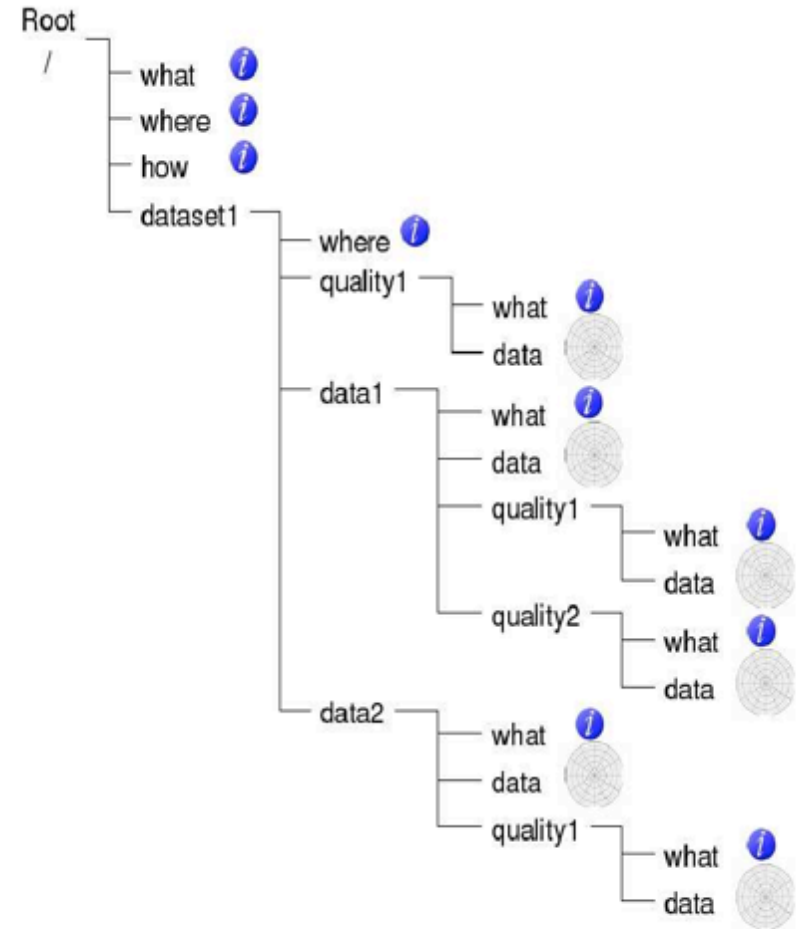 Root
/
what i
where i
how i
dataset1
where i
quality1
what i
data
data1
what i
data
quality1
what i
data
quality2
what i
data
data2
what i
data
quality1
what i
data